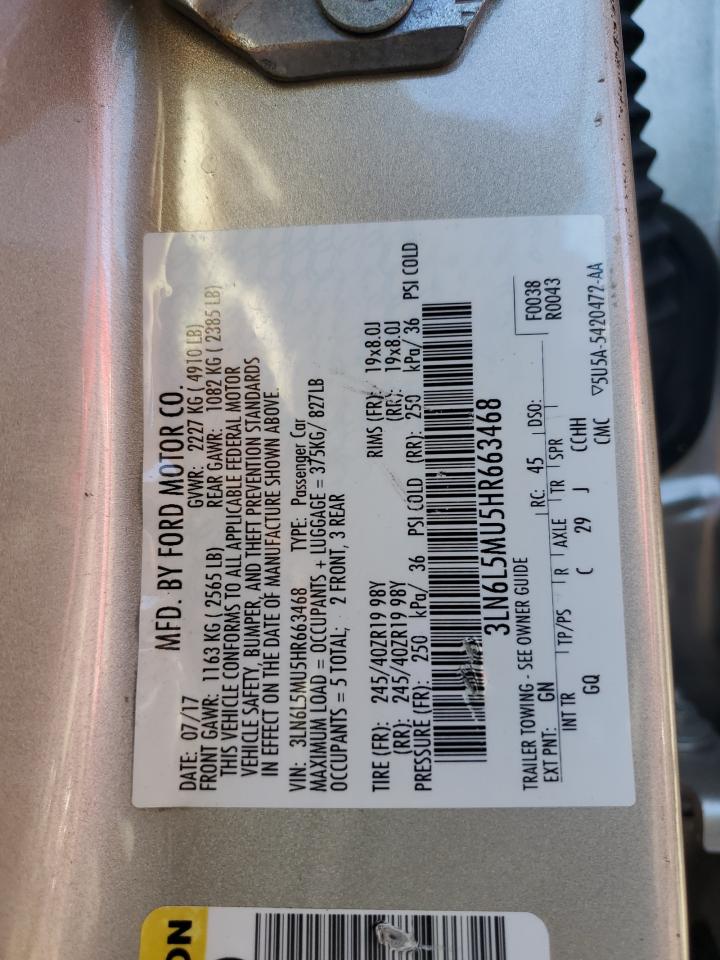 MFD. BY FORD MOTOR CO.
DATE: 07/17 GVWR: 2227 KG ( 4910 LB)
FRONT GAWR: 1163 KG ( 2565 LB) REAR GAWR: 1082 KG ( 2385 LB)
THIS VEHICLE CONFORMS TO ALL APPLICABLE FEDERAL MOTOR
VEHICLE SAFETY, BUMPER, AND THEFT PREVENTION STANDARDS
IN EFFECT ON THE DATE OF MANUFACTURE SHOWN ABOVE.
VIN: 3LN6L5MU5HR663468 TYPE: Passenger Car
MAXIMUM LOAD = OCCUPANTS + LUGGAGE = 375KG/ 827LB
OCCUPANTS = 5 TOTAL; 2 FRONT, 3 REAR
TIRE (FR): 245/40ZR19 98Y RIMS (FR): 19x8.0J
(RR): 245/40ZR19 98Y (RR): 19x8.0J
PRESSURE (FR): 250 kPa/ 36 PSI COLD (RR): 250 kPa/ 36 PSI COLD
3LN6L5MU5HR663468
F0038
R0043
TRAILER TOWING - SEE OWNER GUIDE
EXT PNT: GN RC: 45 DSO:
INT TR TP/PS R AXLE TR SPR
GQ C 29 J CCHH
CMC
▽5U5A-5420472-AA
ON